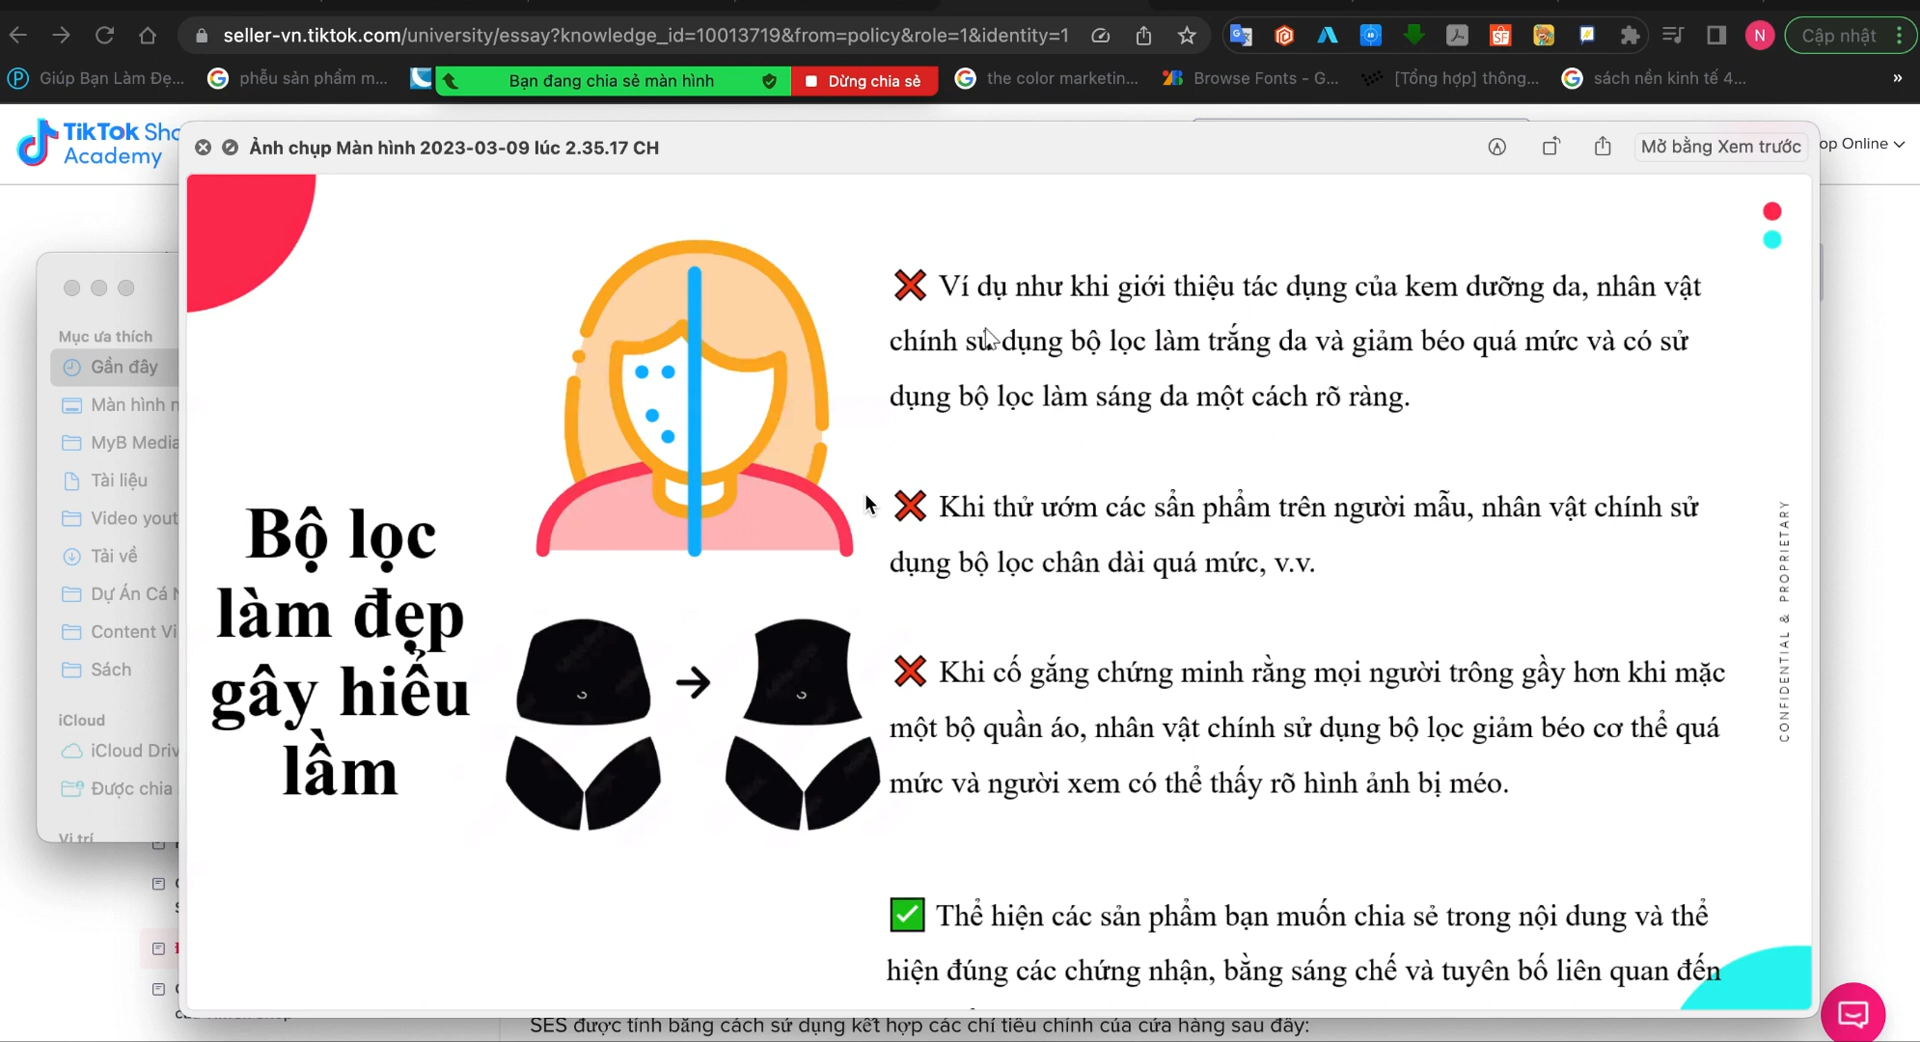 seller-vn.tiktok.com/university/essay?knowledge_id=10013719&from=policy&role=1&identity=1
N
Cập nhật
Giúp Bạn Làm Đẹ...
phễu sản phẩm m...
Bạn đang chia sẻ màn hình
Dừng chia sẻ
the color marketin...
Browse Fonts - G...
[Tổng hợp] thông...
sách nền kinh tế 4...
»
TikTok Sho
Academy
Ảnh chụp Màn hình 2023-03-09 lúc 2.35.17 CH
Mở bằng Xem trước
op Online
Mục ưa thích
Gần đây
Màn hình n
MyB Media
Tài liệu
Video yout
Tải về
Dự Án Cá N
Content Vi
Sách
iCloud
iCloud Driv
Được chia
Vị trí
Bộ lọc
làm đẹp
gây hiểu
lầm
Ví dụ như khi giới thiệu tác dụng của kem dưỡng da, nhân vật
chính sử dụng bộ lọc làm trắng da và giảm béo quá mức và có sử
dụng bộ lọc làm sáng da một cách rõ ràng.
Khi thử ướm các sẩn phẩm trên người mẫu, nhân vật chính sử
dụng bộ lọc chân dài quá mức, v.v.
Khi cố gắng chứng minh rằng mọi người trông gầy hơn khi mặc
một bộ quần áo, nhân vật chính sử dụng bộ lọc giảm béo cơ thể quá
mức và người xem có thể thấy rõ hình ảnh bị méo.
Thể hiện các sản phẩm bạn muốn chia sẻ trong nội dung và thể
hiện đúng các chứng nhận, bằng sáng chế và tuyên bố liên quan đến
CONFIDENTIAL & PROPRIETARY
SES được tính bằng cách sử dụng kết hợp các chỉ tiêu chính của cửa hàng sau đây: